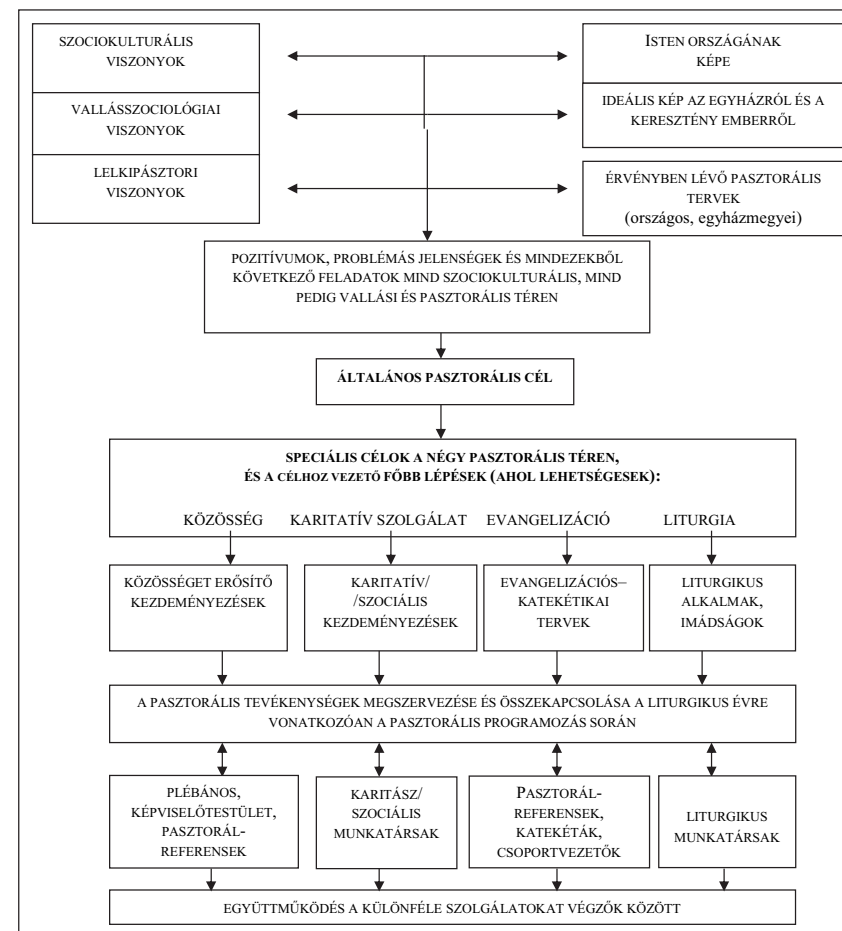 SZOCIOKULTURÁLIS
VISZONYOK
ISTEN ORSZÁGÁNAK
KÉPE
VALLÁSSZOCIOLÓGIAI
VISZONYOK
IDEÁLIS KÉP AZ EGYHÁZRÓL ÉS A
KERESZTÉNY EMBERRŐL
LELKIPÁSZTORI
VISZONYOK
ÉRVÉNYBEN LÉVŐ PASZTORÁLIS
TERVEK
(országos, egyházmegyei)
POZITÍVUMOK, PROBLÉMÁS JELENSÉGEK ÉS MINDEZEKBŐL
KÖVETKEZŐ FELADATOK MIND SZOCIOKULTURÁLIS, MIND
PEDIG VALLÁSI ÉS PASZTORÁLIS TÉREN
ÁLTALÁNOS PASZTORÁLIS CÉL
SPECIÁLIS CÉLOK A NÉGY PASZTORÁLIS TÉREN,
ÉS A CÉLHOZ VEZETŐ FŐBB LÉPÉSEK (AHOL LEHETSÉGESEK):
KÖZÖSSÉG KARITATÍV SZOLGÁLAT EVANGELIZÁCIÓ LITURGIA
KÖZÖSSÉGET ERŐSÍTŐ
KEZDEMÉNYEZÉSEK
KARITATÍV/
/SZOCIÁLIS
KEZDEMÉNYEZÉSEK
EVANGELIZÁCIÓS–
KATEKÉTIKAI
TERVEK
LITURGIKUS
ALKALMAK,
IMÁDSÁGOK
A PASZTORÁLIS TEVÉKENYSÉGEK MEGSZERVEZÉSE ÉS ÖSSZEKAPCSOLÁSA A LITURGIKUS ÉVRE
VONATKOZÓAN A PASZTORÁLIS PROGRAMOZÁS SORÁN
PLÉBÁNOS,
KÉPVISELŐTESTÜLET,
PASZTORÁL-
REFERENSEK
KARITÁSZ/
SZOCIÁLIS
MUNKATÁRSAK
PASZTORÁL-
REFERENSEK,
KATEKÉTÁK,
CSOPORTVEZETŐK
LITURGIKUS
MUNKATÁRSAK
EGYÜTTMŰKÖDÉS A KÜLÖNFÉLE SZOLGÁLATOKAT VÉGZŐK KÖZÖTT